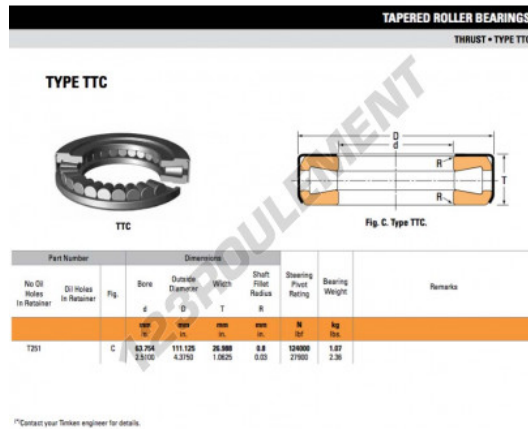 TAPERED ROLLER BEARINGS
THRUST • TYPE TTC
TYPE TTC
TTC
D
d
R
T
R
Fig. C. Type TTC.
123ROULEMENT
Part Number Dimensions
No Oil Holes In Retainer Oil Holes In Retainer Fig. Bore d Outside Diameter D Width T Shaft Fillet Radius R Steering Pivot Rating Bearing Weight Remarks
mm mm mm mm N kg
in. in. in. in. lbf lbs.
T251 C 63.754 111.125 26.988 0.8 124000 1.07
2.5100 4.3750 1.0625 0.03 27900 2.36
(*)Contact your Timken engineer for details.